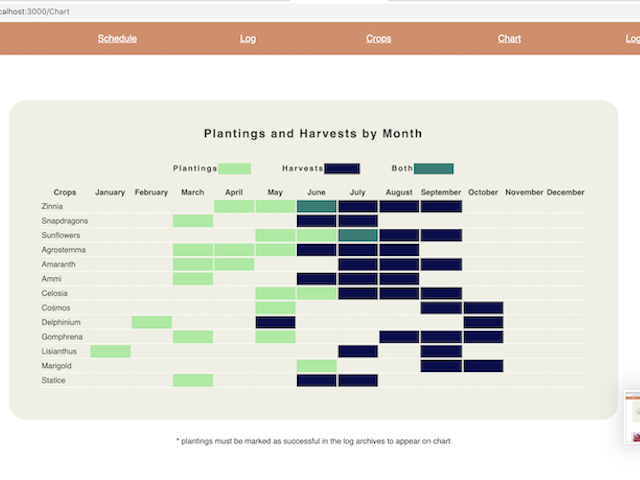 calhost:3000/Chart
Schedule Log Crops Chart Log
Plantings and Harvests by Month
Plantings Harvests Both
Crops January February March April May June July August September October November December
Zinnia
Snapdragons
Sunflowers
Agrostemma
Amaranth
Ammi
Celosia
Cosmos
Delphinium
Gomphrena
Lisianthus
Marigold
Statice
* plantings must be marked as successful in the log archives to appear on chart